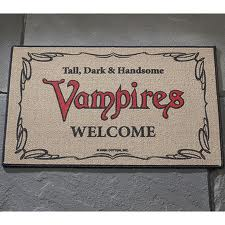 Tall, Dark & Handsome
Vampires
WELCOME